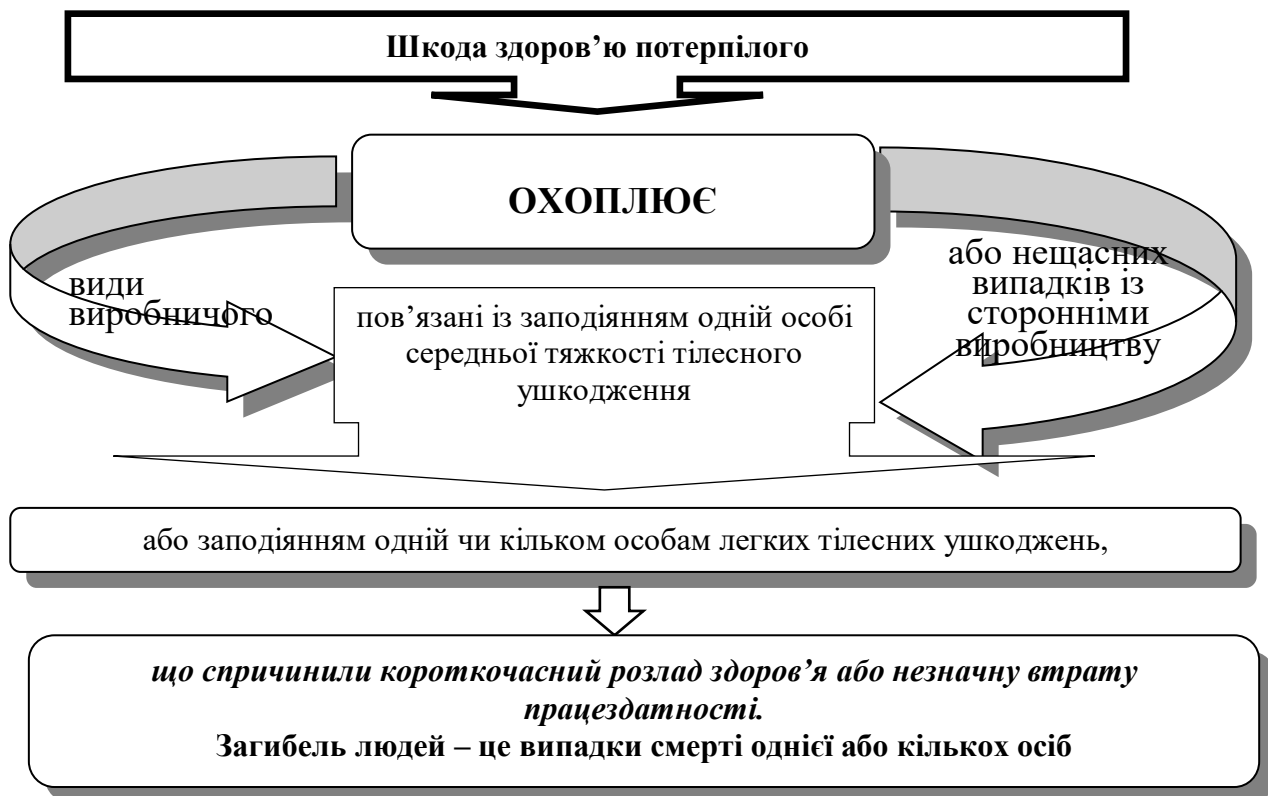 Шкода здоров’ю потерпілого
ОХОПЛЮЄ
види
виробничого
або нещасних
випадків із
сторонніми
виробництву
пов’язані із заподіянням одній особі
середньої тяжкості тілесного
ушкодження
або заподіянням одній чи кільком особам легких тілесних ушкоджень,
що спричинили короткочасний розлад здоров’я або незначну втрату
працездатності.
Загибель людей – це випадки смерті однієї або кількох осіб